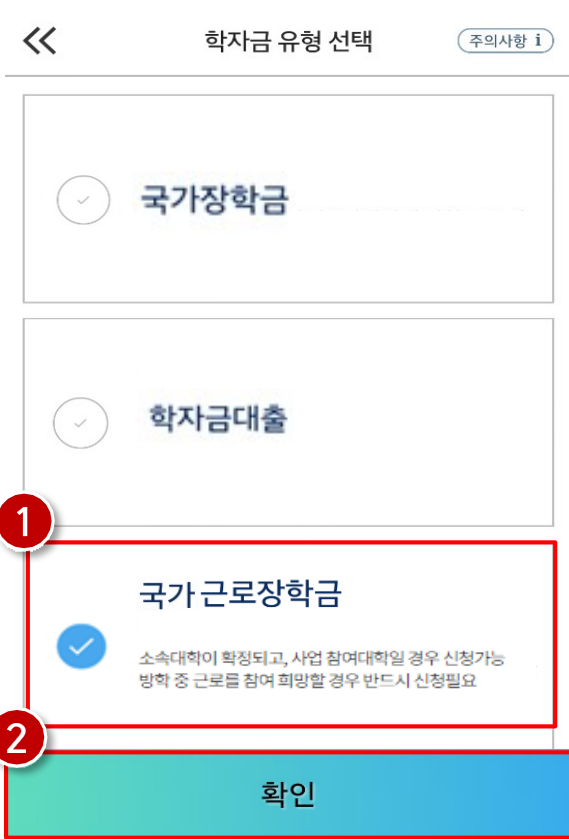 학자금 유형 선택
주의사항 i
국가장학금
학자금대출
1
국가 근로장학금
소속대학이 확정되고, 사업 참여대학일 경우 신청가능
방학 중 근로를 참여 희망할 경우 반드시 신청필요
2
확인